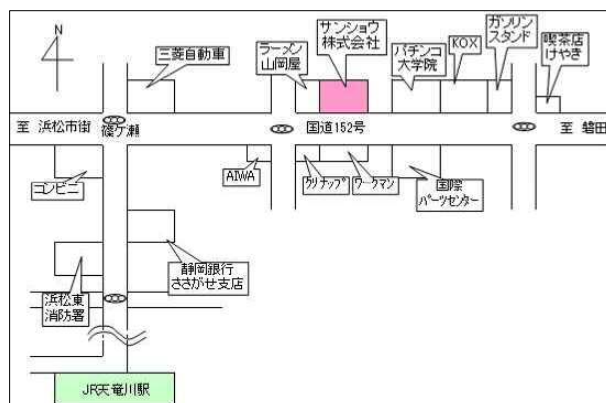 N
三菱自動車
ラーメン
山岡屋
サンショウ
株式会社
パチンコ
大学院
KOX
ガソリン
スタンド
喫茶店
けやき
至 浜松市街
篠ケ瀬
国道152号
至 磐田
コンビニ
AIWA
クリナップ
ワークマン
国際
パーツセンター
静岡銀行
ささがせ支店
浜松東
消防署
JR天竜川駅